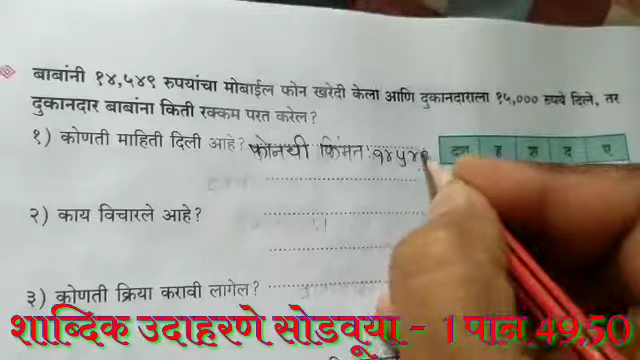 बाबांनी १४,५४९ रुपयांचा मोबाईल फोन खरेदी केला आणि दुकानदाराला १५,००० रुपये दिले, तर
दुकानदार बाबांना किती रक्कम परत करेल?
१) कोणती माहिती दिली आहे? फोनची किंमत: १४५४९
दह ह श द ए
२) काय विचारले आहे?
३) कोणती क्रिया करावी लागेल?
शाब्दिक उदाहरणे सोडवूया - 1 पान 49,50